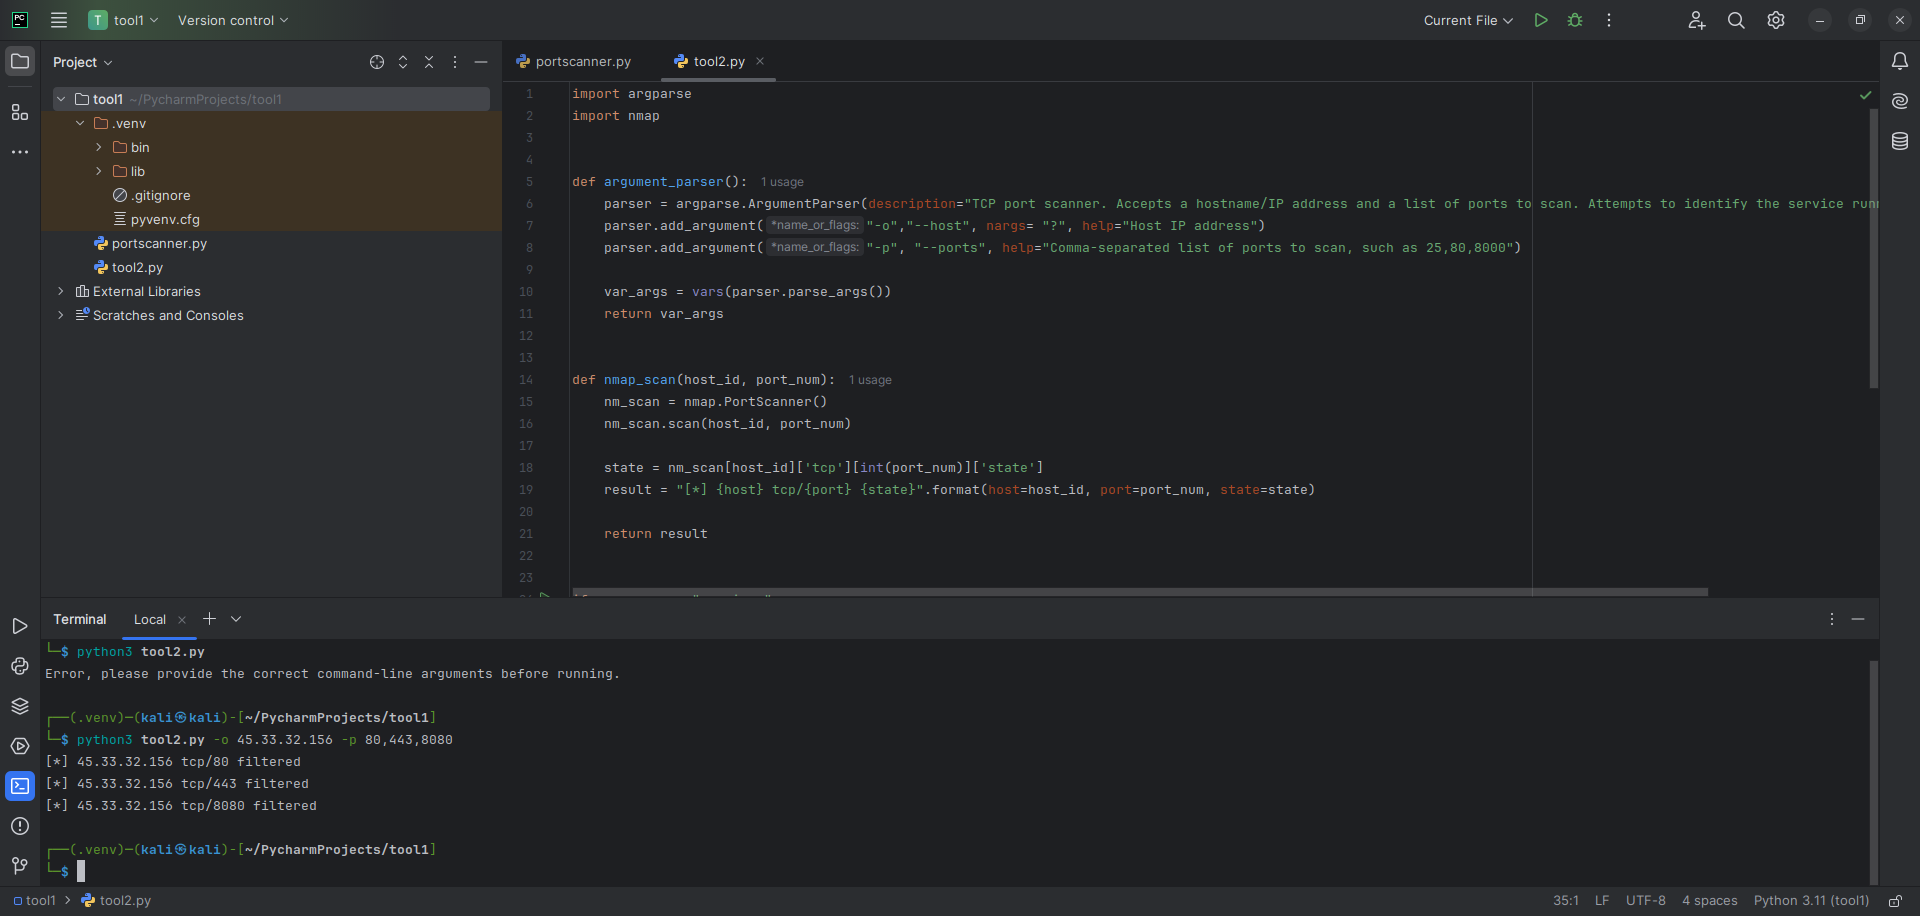 PC
T tool1 Version control Current File
Project
tool1 ~/PycharmProjects/tool1
.venv
bin
lib
.gitignore
pyvenv.cfg
portscanner.py
tool2.py
External Libraries
Scratches and Consoles
portscanner.py tool2.py
1 import argparse
2 import nmap
3
4
5 def argument_parser(): 1 usage
6 parser = argparse.ArgumentParser(description="TCP port scanner. Accepts a hostname/IP address and a list of ports to scan. Attempts to identify the service run
7 parser.add_argument( *name_or_flags: "-o","--host", nargs= "?", help="Host IP address")
8 parser.add_argument( *name_or_flags: "-p", "--ports", help="Comma-separated list of ports to scan, such as 25,80,8000")
9
10 var_args = vars(parser.parse_args())
11 return var_args
12
13
14 def nmap_scan(host_id, port_num): 1 usage
15 nm_scan = nmap.PortScanner()
16 nm_scan.scan(host_id, port_num)
17
18 state = nm_scan[host_id]['tcp'][int(port_num)]['state']
19 result = "[*] {host} tcp/{port} {state}".format(host=host_id, port=port_num, state=state)
20
21 return result
22
23
Terminal Local
└─$ python3 tool2.py
Error, please provide the correct command-line arguments before running.
┌──(.venv)─(kali㉿kali)-[~/PycharmProjects/tool1]
└─$ python3 tool2.py -o 45.33.32.156 -p 80,443,8080
[*] 45.33.32.156 tcp/80 filtered
[*] 45.33.32.156 tcp/443 filtered
[*] 45.33.32.156 tcp/8080 filtered
┌──(.venv)─(kali㉿kali)-[~/PycharmProjects/tool1]
└─$
tool1 > tool2.py 35:1 LF UTF-8 4 spaces Python 3.11 (tool1)